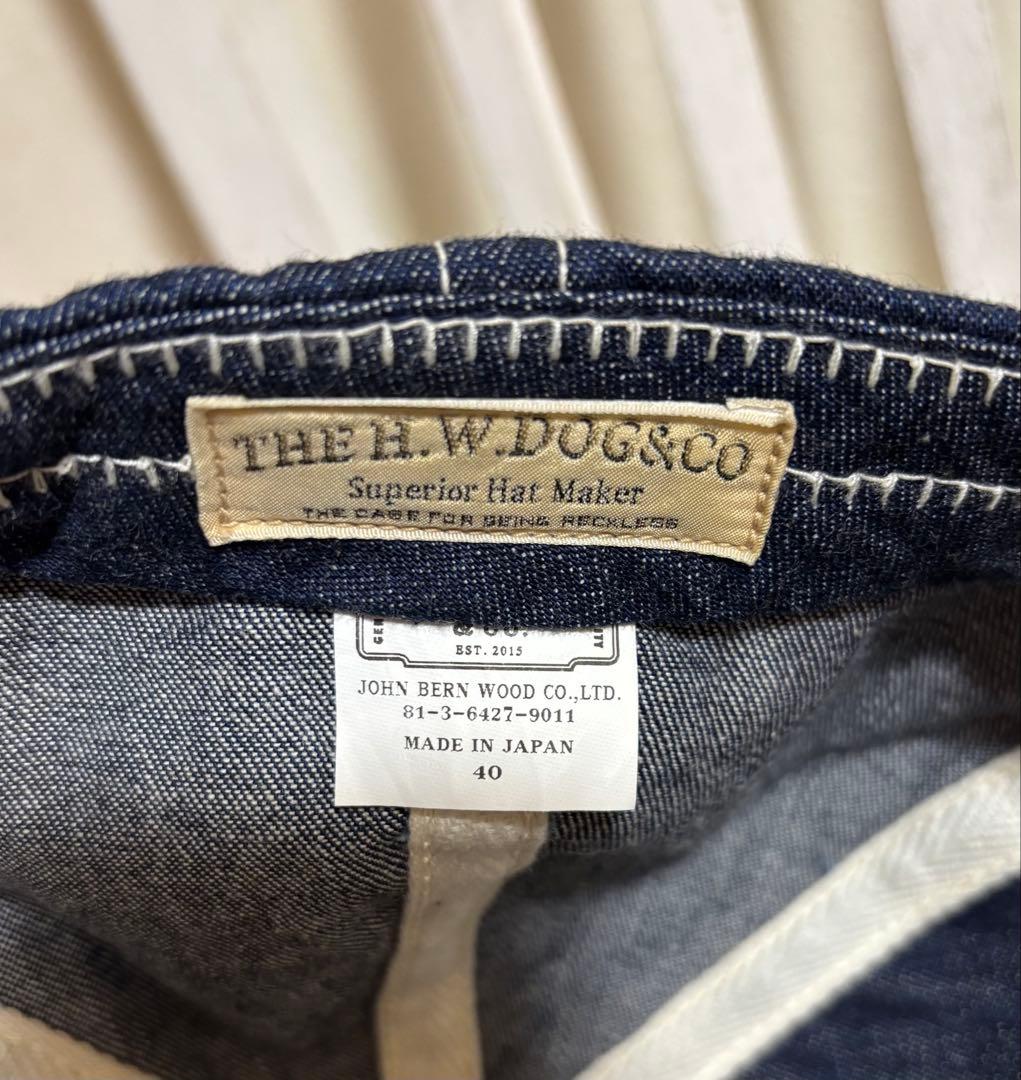 THE H.W.DOG&CO
Superior Hat Maker
THE CASE FOR BEING RECKLESS
& CO.
EST. 2015
JOHN BERN WOOD CO.,LTD.
81-3-6427-9011
MADE IN JAPAN
40